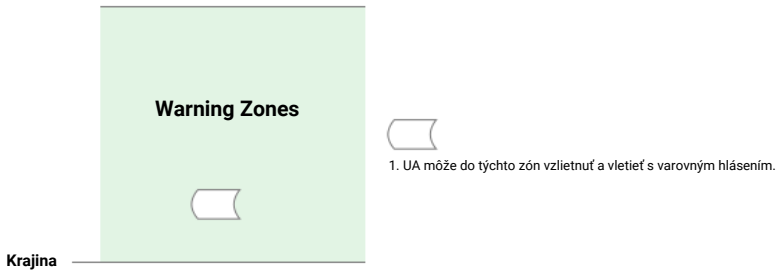 Warning Zones
1. UA môže do týchto zón vzlietnuť a vletieť s varovným hlásením.
Krajina